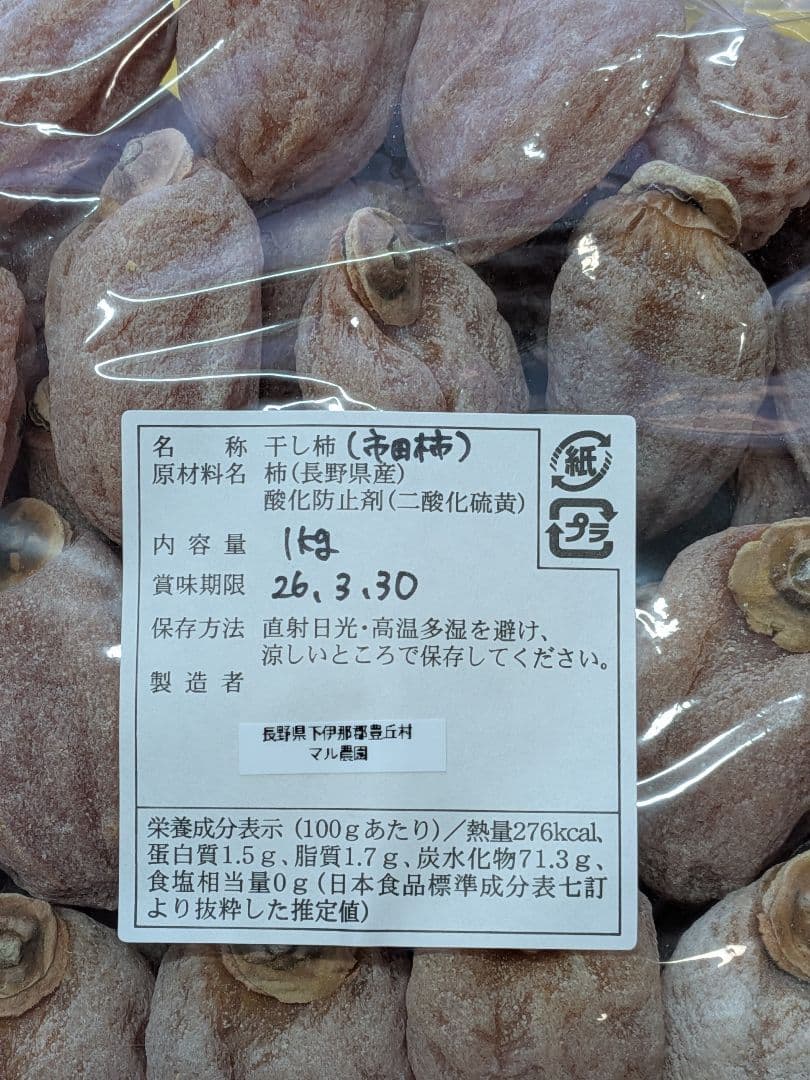 名称 干し柿(市田柿)
原材料名 柿(長野県産)
酸化防止剤(二酸化硫黄)
紙
プラ
内容量 1kg
賞味期限 26.3.30
保存方法 直射日光・高温多湿を避け、
涼しいところで保存してください。
製造者
長野県下伊那郡豊丘村
マル農園
栄養成分表示(100gあたり)/熱量276kcal、
蛋白質1.5g、脂質1.7g、炭水化物71.3g、
食塩相当量0g(日本食品標準成分表七訂
より抜粋した推定値)